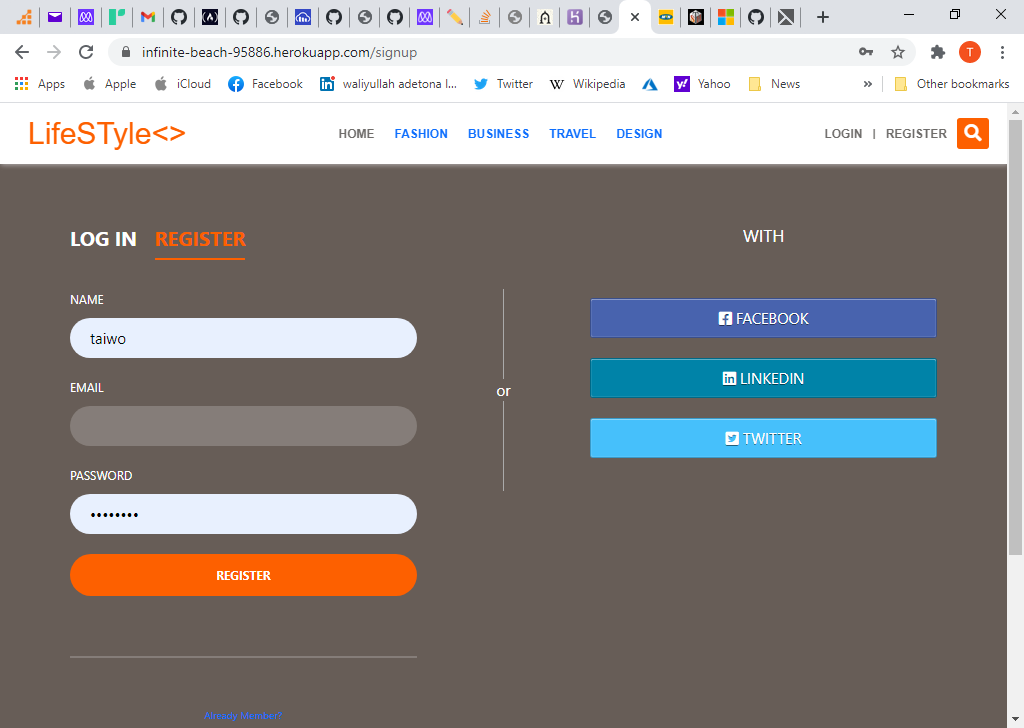 infinite-beach-95886.herokuapp.com/signup
T
Apps Apple iCloud Facebook waliyullah adetona l... Twitter Wikipedia Yahoo News » Other bookmarks
LifeSTyle<> HOME FASHION BUSINESS TRAVEL DESIGN LOGIN | REGISTER
LOG IN REGISTER
NAME
taiwo
EMAIL
PASSWORD
••••••••
REGISTER
Already Member?
or
WITH
FACEBOOK
LINKEDIN
TWITTER